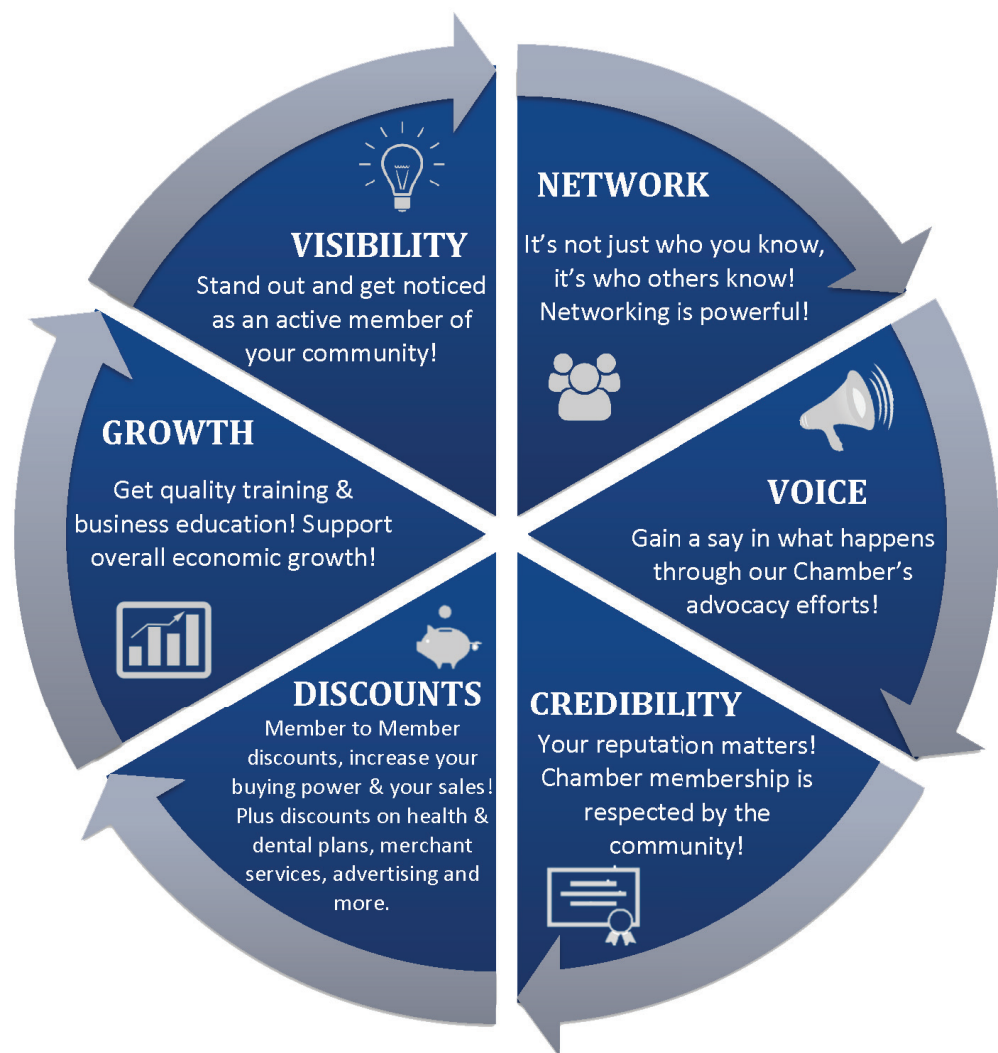 VISIBILITY
Stand out and get noticed
as an active member of
your community!
NETWORK
It's not just who you know,
it's who others know!
Networking is powerful!
VOICE
Gain a say in what happens
through our Chamber's
advocacy efforts!
CREDIBILITY
Your reputation matters!
Chamber membership is
respected by the
community!
DISCOUNTS
Member to Member
discounts, increase your
buying power & your sales!
Plus discounts on health &
dental plans, merchant
services, advertising and
more.
GROWTH
Get quality training &
business education! Support
overall economic growth!